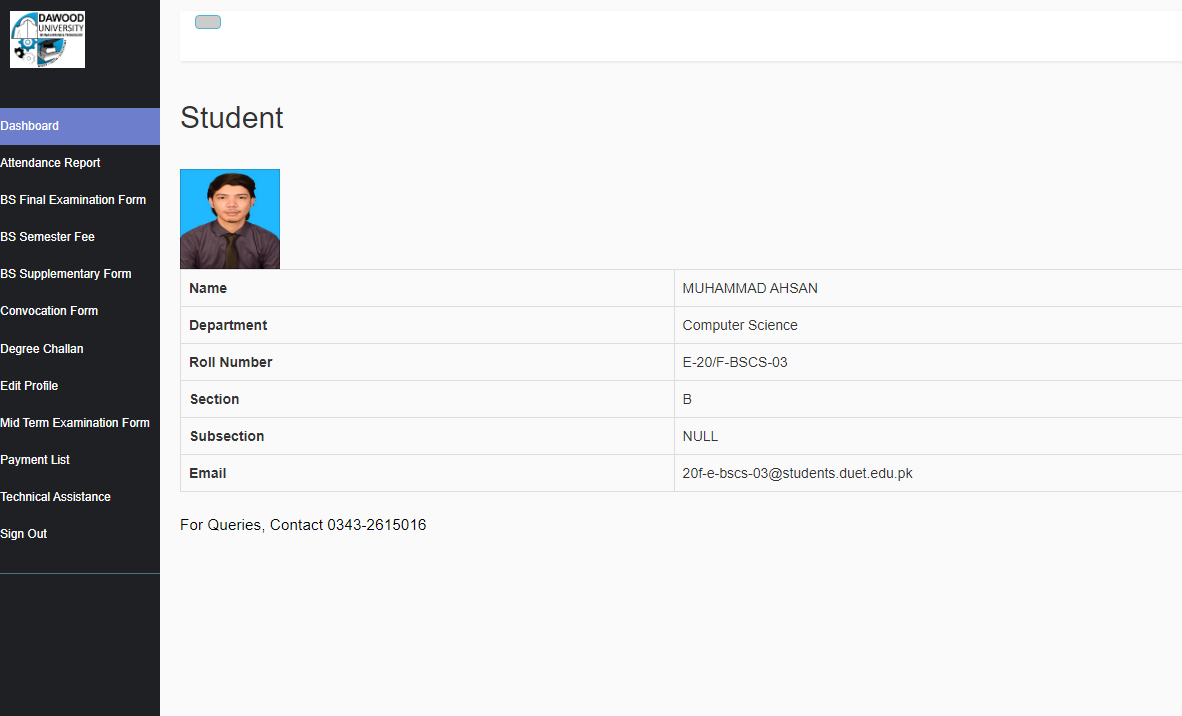 DAWOOD
UNIVERSITY
Dashboard
Attendance Report
BS Final Examination Form
BS Semester Fee
BS Supplementary Form
Convocation Form
Degree Challan
Edit Profile
Mid Term Examination Form
Payment List
Technical Assistance
Sign Out
Student
Name MUHAMMAD AHSAN
Department Computer Science
Roll Number E-20/F-BSCS-03
Section B
Subsection NULL
Email 20f-e-bscs-03@students.duet.edu.pk
For Queries, Contact 0343-2615016